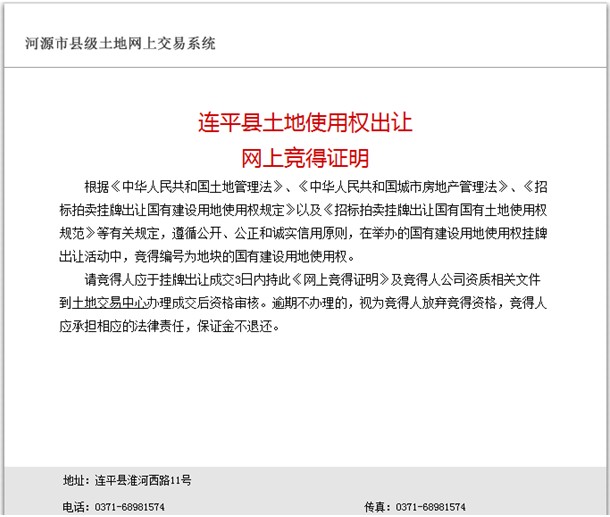 河源市县级土地网上交易系统
连平县土地使用权出让
网上竞得证明
根据《中华人民共和国土地管理法》、《中华人民共和国城市房地产管理法》、《招
标拍卖挂牌出让国有建设用地使用权规定》以及《招标拍卖挂牌出让国有国有土地使用权
规范》等有关规定，遵循公开、公正和诚实信用原则，在举办的国有建设用地使用权挂牌
出让活动中，竞得编号为地块的国有建设用地使用权。
请竞得人应于挂牌出让成交3日内持此《网上竞得证明》及竞得人公司资质相关文件
到土地交易中心办理成交后资格审核。逾期不办理的，视为竞得人放弃竞得资格，竞得人
应承担相应的法律责任，保证金不退还。
地址：连平县淮河西路11号
电话：0371-68981574 传真：0371-68981574